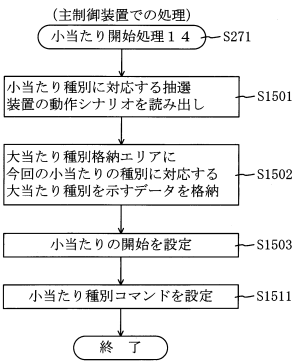 (主制御装置での処理)
小当たり開始処理14
S271
小当たり種別に対応する抽選
装置の動作シナリオを読み出し
S1501
大当たり種別格納エリアに
今回の小当たりの種別に対応する
大当たり種別を示すデータを格納
S1502
小当たりの開始を設定
S1503
小当たり種別コマンドを設定
S1511
終 了